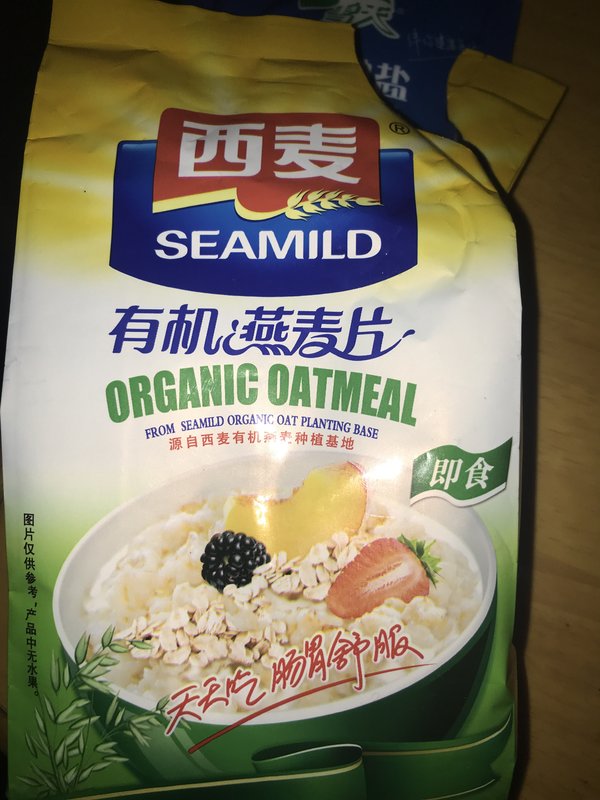 盐
西麦®
SEAMILD
有机燕麦片
ORGANIC OATMEAL
FROM SEAMILD ORGANIC OAT PLANTING BASE
源自西麦有机燕麦种植基地
即食
图片仅供参考，产品中无水果。
天天吃 肠胃舒服